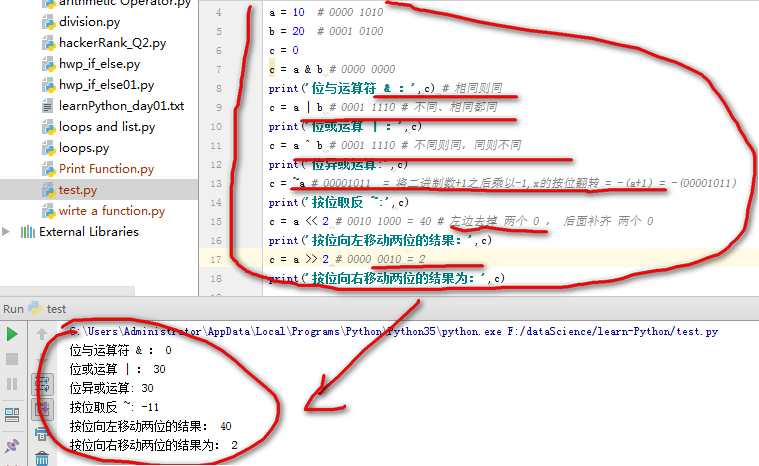 arithmetic Operator.py
division.py
hackerRank_Q2.py
hwp_if_else.py
hwp_if_else01.py
learnPython_day01.txt
loops and list.py
loops.py
Print Function.py
test.py
wirte a function.py
External Libraries
4 a = 10 # 0000 1010
5 b = 20 # 0001 0100
6 c = 0
7 c = a & b # 0000 0000
8 print('位与运算符 & : ',c) # 相同则同
9 c = a | b # 0001 1110 # 不同、相同都同
10 print('位或运算 | : ',c)
11 c = a ^ b # 0001 1110 # 不同则同，同则不同
12 print('位异或运算:',c)
13 c = ~a # 00001011 = 将二进制数+1之后乘以-1,x的按位翻转 = -(a+1) = -(00001011)
14 print('按位取反 ~:',c)
15 c = a << 2 # 0010 1000 = 40 # 左边去掉 两个 0 ， 后面补齐 两个 0
16 print('按位向左移动两位的结果: ',c)
17 c = a >> 2 # 0000 0010 = 2
18 print('按位向右移动两位的结果为: ',c)
Run test
C:\Users\Administrator\AppData\Local\Programs\Python\Python35\python.exe F:/dataScience/learn-Python/test.py
位与运算符 & :  0
位或运算 | :  30
位异或运算: 30
按位取反 ~: -11
按位向左移动两位的结果:  40
按位向右移动两位的结果为:  2